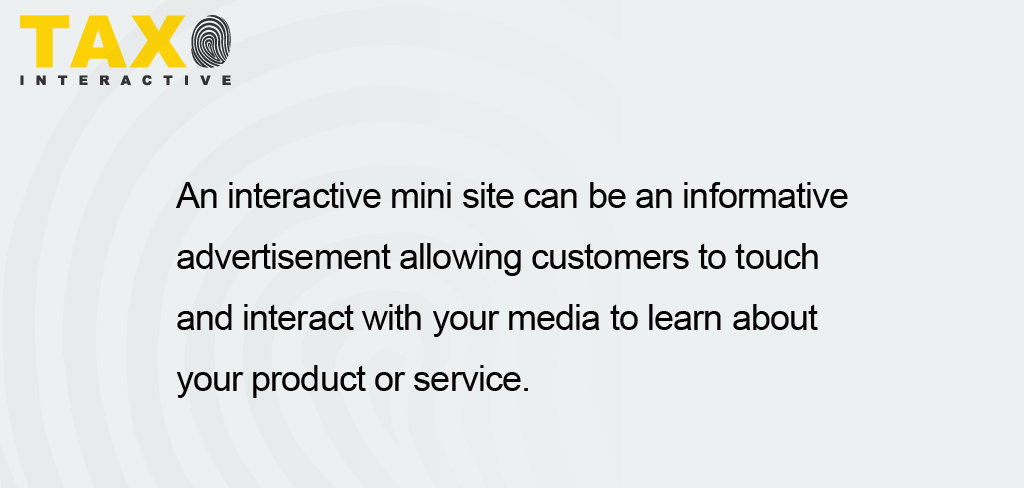 TAXO
INTERACTIVE
An interactive mini site can be an informative
advertisement allowing customers to touch
and interact with your media to learn about
your product or service.